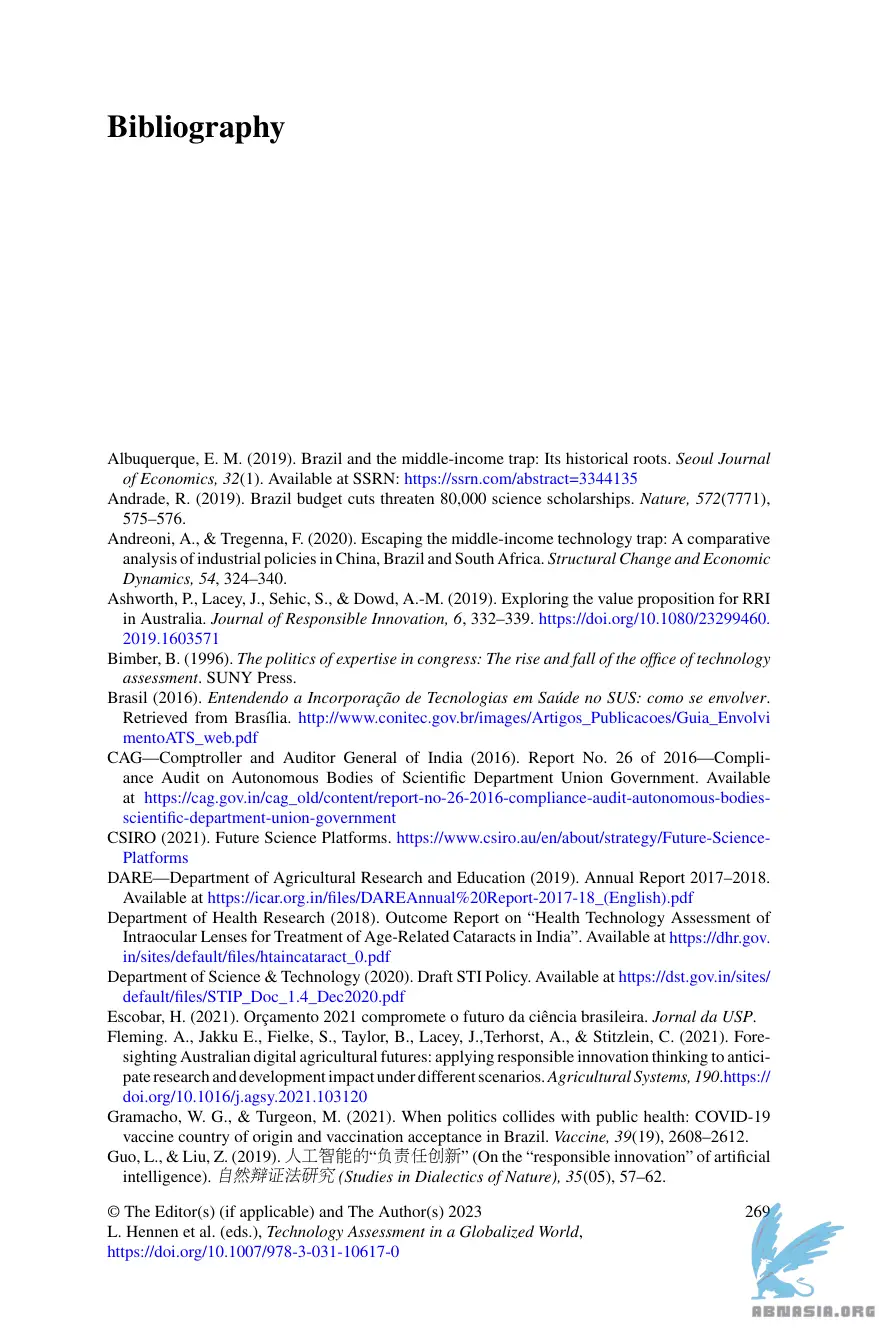 Bibliography
Albuquerque, E. M. (2019). Brazil and the middle-income trap: Its historical roots. Seoul Journal
of Economics, 32(1). Available at SSRN: https://ssrn.com/abstract=3344135
Andrade, R. (2019). Brazil budget cuts threaten 80,000 science scholarships. Nature, 572(7771),
575–576.
Andreoni, A., & Tregenna, F. (2020). Escaping the middle-income technology trap: A comparative
analysis of industrial policies in China, Brazil and South Africa. Structural Change and Economic
Dynamics, 54, 324–340.
Ashworth, P., Lacey, J., Sehic, S., & Dowd, A.-M. (2019). Exploring the value proposition for RRI
in Australia. Journal of Responsible Innovation, 6, 332–339. https://doi.org/10.1080/23299460.
2019.1603571
Bimber, B. (1996). The politics of expertise in congress: The rise and fall of the office of technology
assessment. SUNY Press.
Brasil (2016). Entendendo a Incorporação de Tecnologias em Saúde no SUS: como se envolver.
Retrieved from Brasília. http://www.conitec.gov.br/images/Artigos_Publicacoes/Guia_Envolvi
mentoATS_web.pdf
CAG—Comptroller and Auditor General of India (2016). Report No. 26 of 2016—Compli-
ance Audit on Autonomous Bodies of Scientific Department Union Government. Available
at https://cag.gov.in/cag_old/content/report-no-26-2016-compliance-audit-autonomous-bodies-
scientific-department-union-government
CSIRO (2021). Future Science Platforms. https://www.csiro.au/en/about/strategy/Future-Science-
Platforms
DARE—Department of Agricultural Research and Education (2019). Annual Report 2017–2018.
Available at https://icar.org.in/files/DAREAnnual%20Report-2017-18_(English).pdf
Department of Health Research (2018). Outcome Report on “Health Technology Assessment of
Intraocular Lenses for Treatment of Age-Related Cataracts in India”. Available at https://dhr.gov.
in/sites/default/files/htaincataract_0.pdf
Department of Science & Technology (2020). Draft STI Policy. Available at https://dst.gov.in/sites/
default/files/STIP_Doc_1.4_Dec2020.pdf
Escobar, H. (2021). Orçamento 2021 compromete o futuro da ciência brasileira. Jornal da USP.
Fleming. A., Jakku E., Fielke, S., Taylor, B., Lacey, J.,Terhorst, A., & Stitzlein, C. (2021). Fore-
sighting Australian digital agricultural futures: applying responsible innovation thinking to antici-
pate research and development impact under different scenarios. Agricultural Systems, 190.https://
doi.org/10.1016/j.agsy.2021.103120
Gramacho, W. G., & Turgeon, M. (2021). When politics collides with public health: COVID-19
vaccine country of origin and vaccination acceptance in Brazil. Vaccine, 39(19), 2608–2612.
Guo, L., & Liu, Z. (2019). 人工智能的“负责任创新” (On the “responsible innovation” of artificial
intelligence). 自然辩证法研究 (Studies in Dialectics of Nature), 35(05), 57–62.
© The Editor(s) (if applicable) and The Author(s) 2023 269
L. Hennen et al. (eds.), Technology Assessment in a Globalized World,
https://doi.org/10.1007/978-3-031-10617-0
ABNASIA.ORG